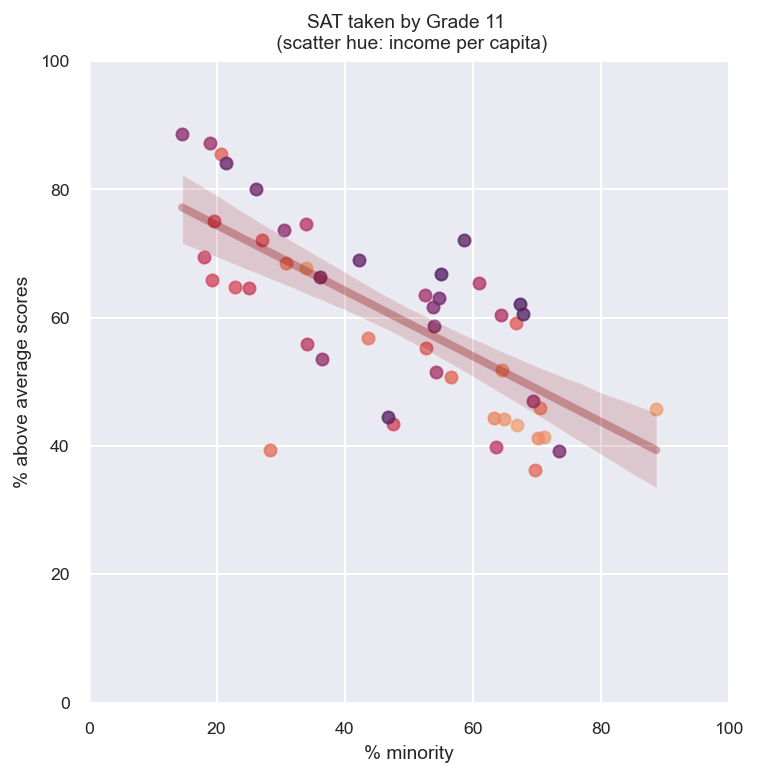 SAT taken by Grade 11
(scatter hue: income per capita)
100
80
60
40
20
0
% above average scores
0 20 40 60 80 100
% minority